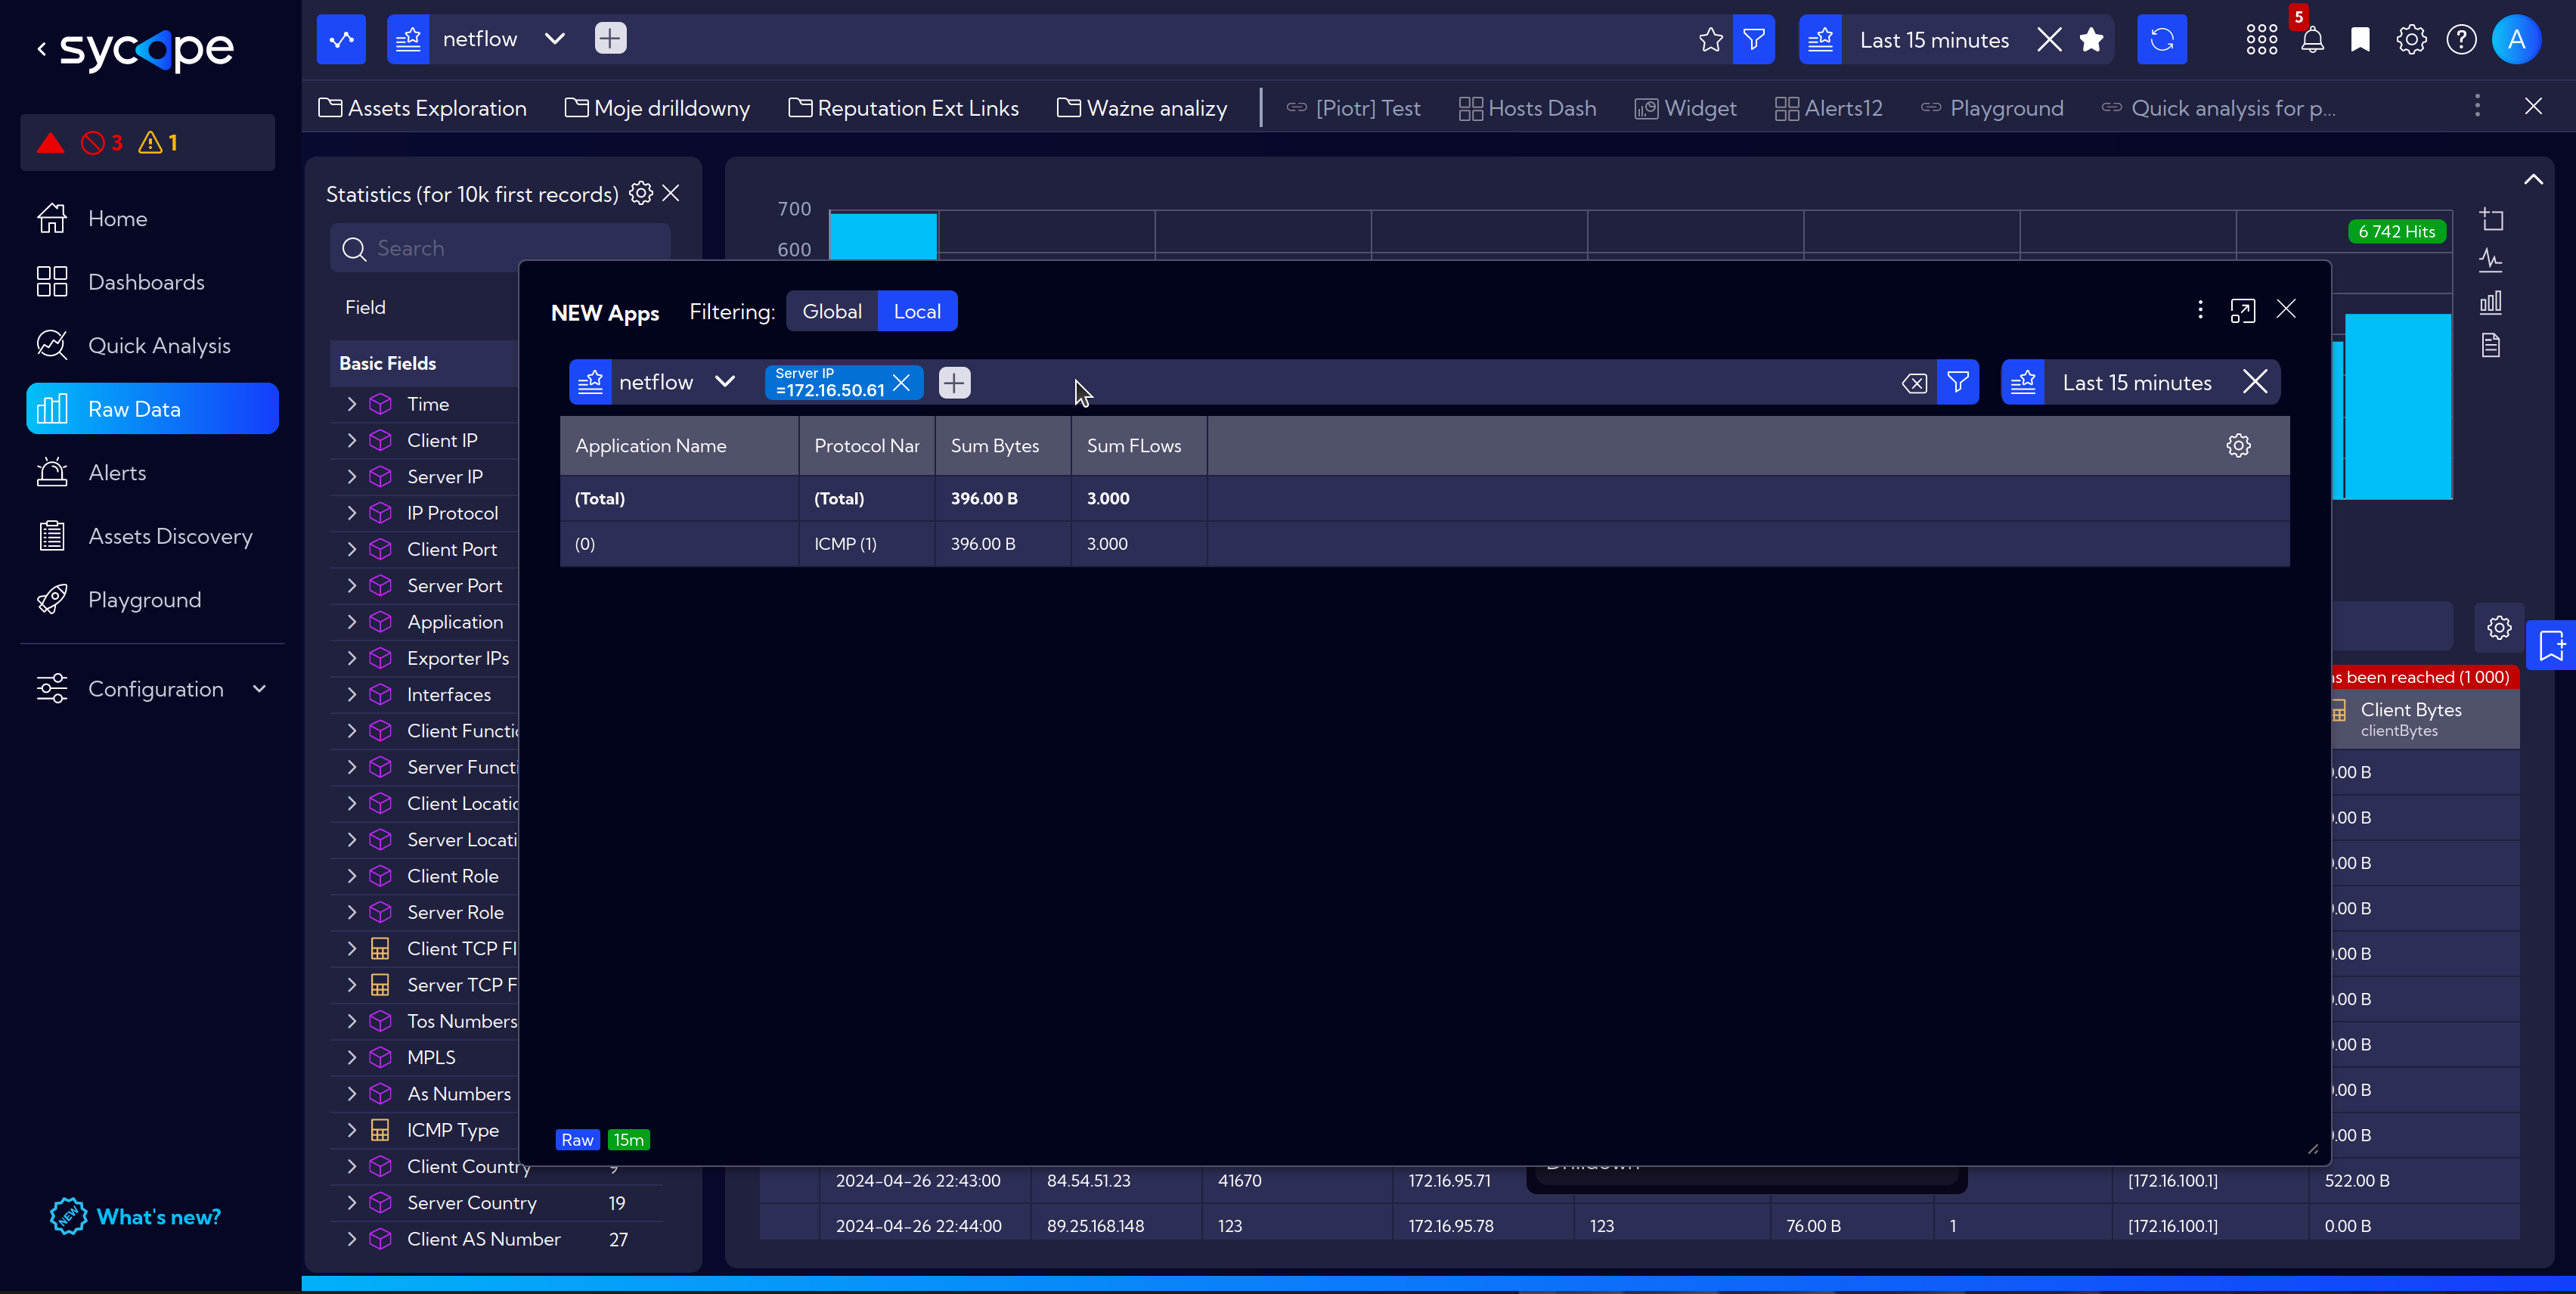 sycope
netflow
Last 15 minutes
5
A
Assets Exploration
Moje drilldowny
Reputation Ext Links
Ważne analizy
[Piotr] Test
Hosts Dash
Widget
Alerts12
Playground
Quick analysis for p...
3
1
Home
Dashboards
Quick Analysis
Raw Data
Alerts
Assets Discovery
Playground
Configuration
NEW
What's new?
Statistics (for 10k first records)
Search
Field
Basic Fields
Time
Client IP
Server IP
IP Protocol
Client Port
Server Port
Application
Exporter IPs
Interfaces
Client Functi
Server Functi
Client Locati
Server Locati
Client Role
Server Role
Client TCP Fl
Server TCP F
Tos Numbers
MPLS
As Numbers
ICMP Type
Client Country
Server Country 19
Client AS Number 27
700
600
6 742 Hits
NEW Apps Filtering: Global Local
netflow
Server IP
=172.16.50.61
Last 15 minutes
Application Name Protocol Nar Sum Bytes Sum FLows
(Total) (Total) 396.00 B 3.000
(0) ICMP (1) 396.00 B 3.000
Raw 15m
s been reached (1 000)
Client Bytes
clientBytes
.00 B
.00 B
.00 B
.00 B
.00 B
.00 B
.00 B
.00 B
.00 B
2024-04-26 22:43:00 84.54.51.23 41670 172.16.95.71 [172.16.100.1] 522.00 B
2024-04-26 22:44:00 89.25.168.148 123 172.16.95.78 123 76.00 B 1 [172.16.100.1] 0.00 B